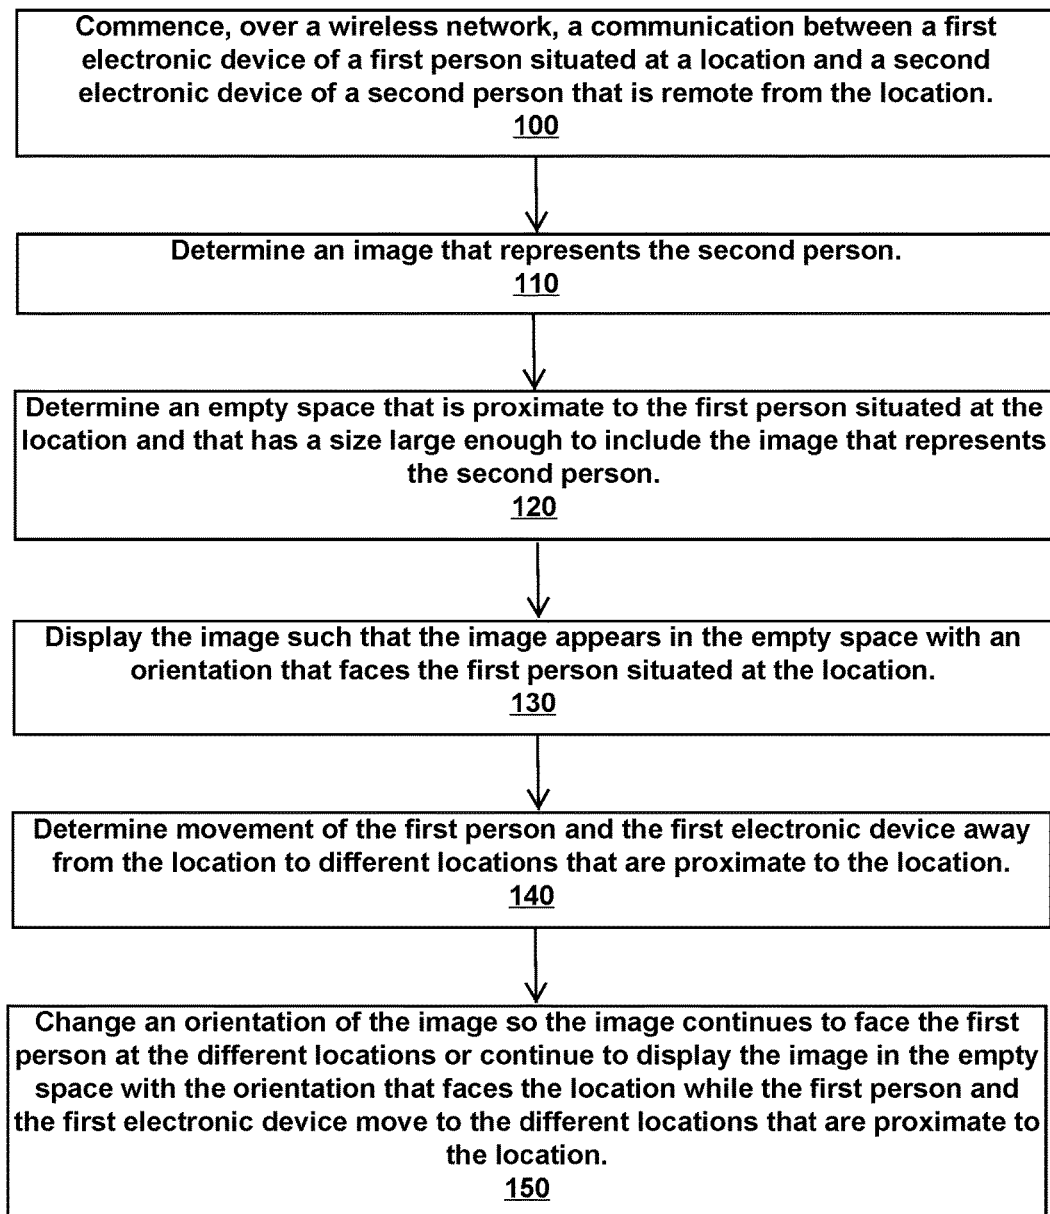 Commence, over a wireless network, a communication between a first
electronic device of a first person situated at a location and a second
electronic device of a second person that is remote from the location.
100
Determine an image that represents the second person.
110
Determine an empty space that is proximate to the first person situated at the
location and that has a size large enough to include the image that represents
the second person.
120
Display the image such that the image appears in the empty space with an
orientation that faces the first person situated at the location.
130
Determine movement of the first person and the first electronic device away
from the location to different locations that are proximate to the location.
140
Change an orientation of the image so the image continues to face the first
person at the different locations or continue to display the image in the empty
space with the orientation that faces the location while the first person and
the first electronic device move to the different locations that are proximate to
the location.
150